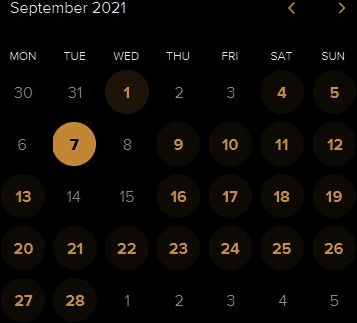 September 2021
MON TUE WED THU FRI SAT SUN
30 31 1 2 3 4 5
6 7 8 9 10 11 12
13 14 15 16 17 18 19
20 21 22 23 24 25 26
27 28 1 2 3 4 5